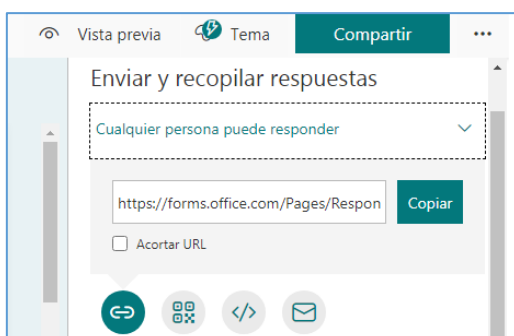 Vista previa Tema Compartir ...
Enviar y recopilar respuestas
Cualquier persona puede responder
https://forms.office.com/Pages/Respon Copiar
Acortar URL